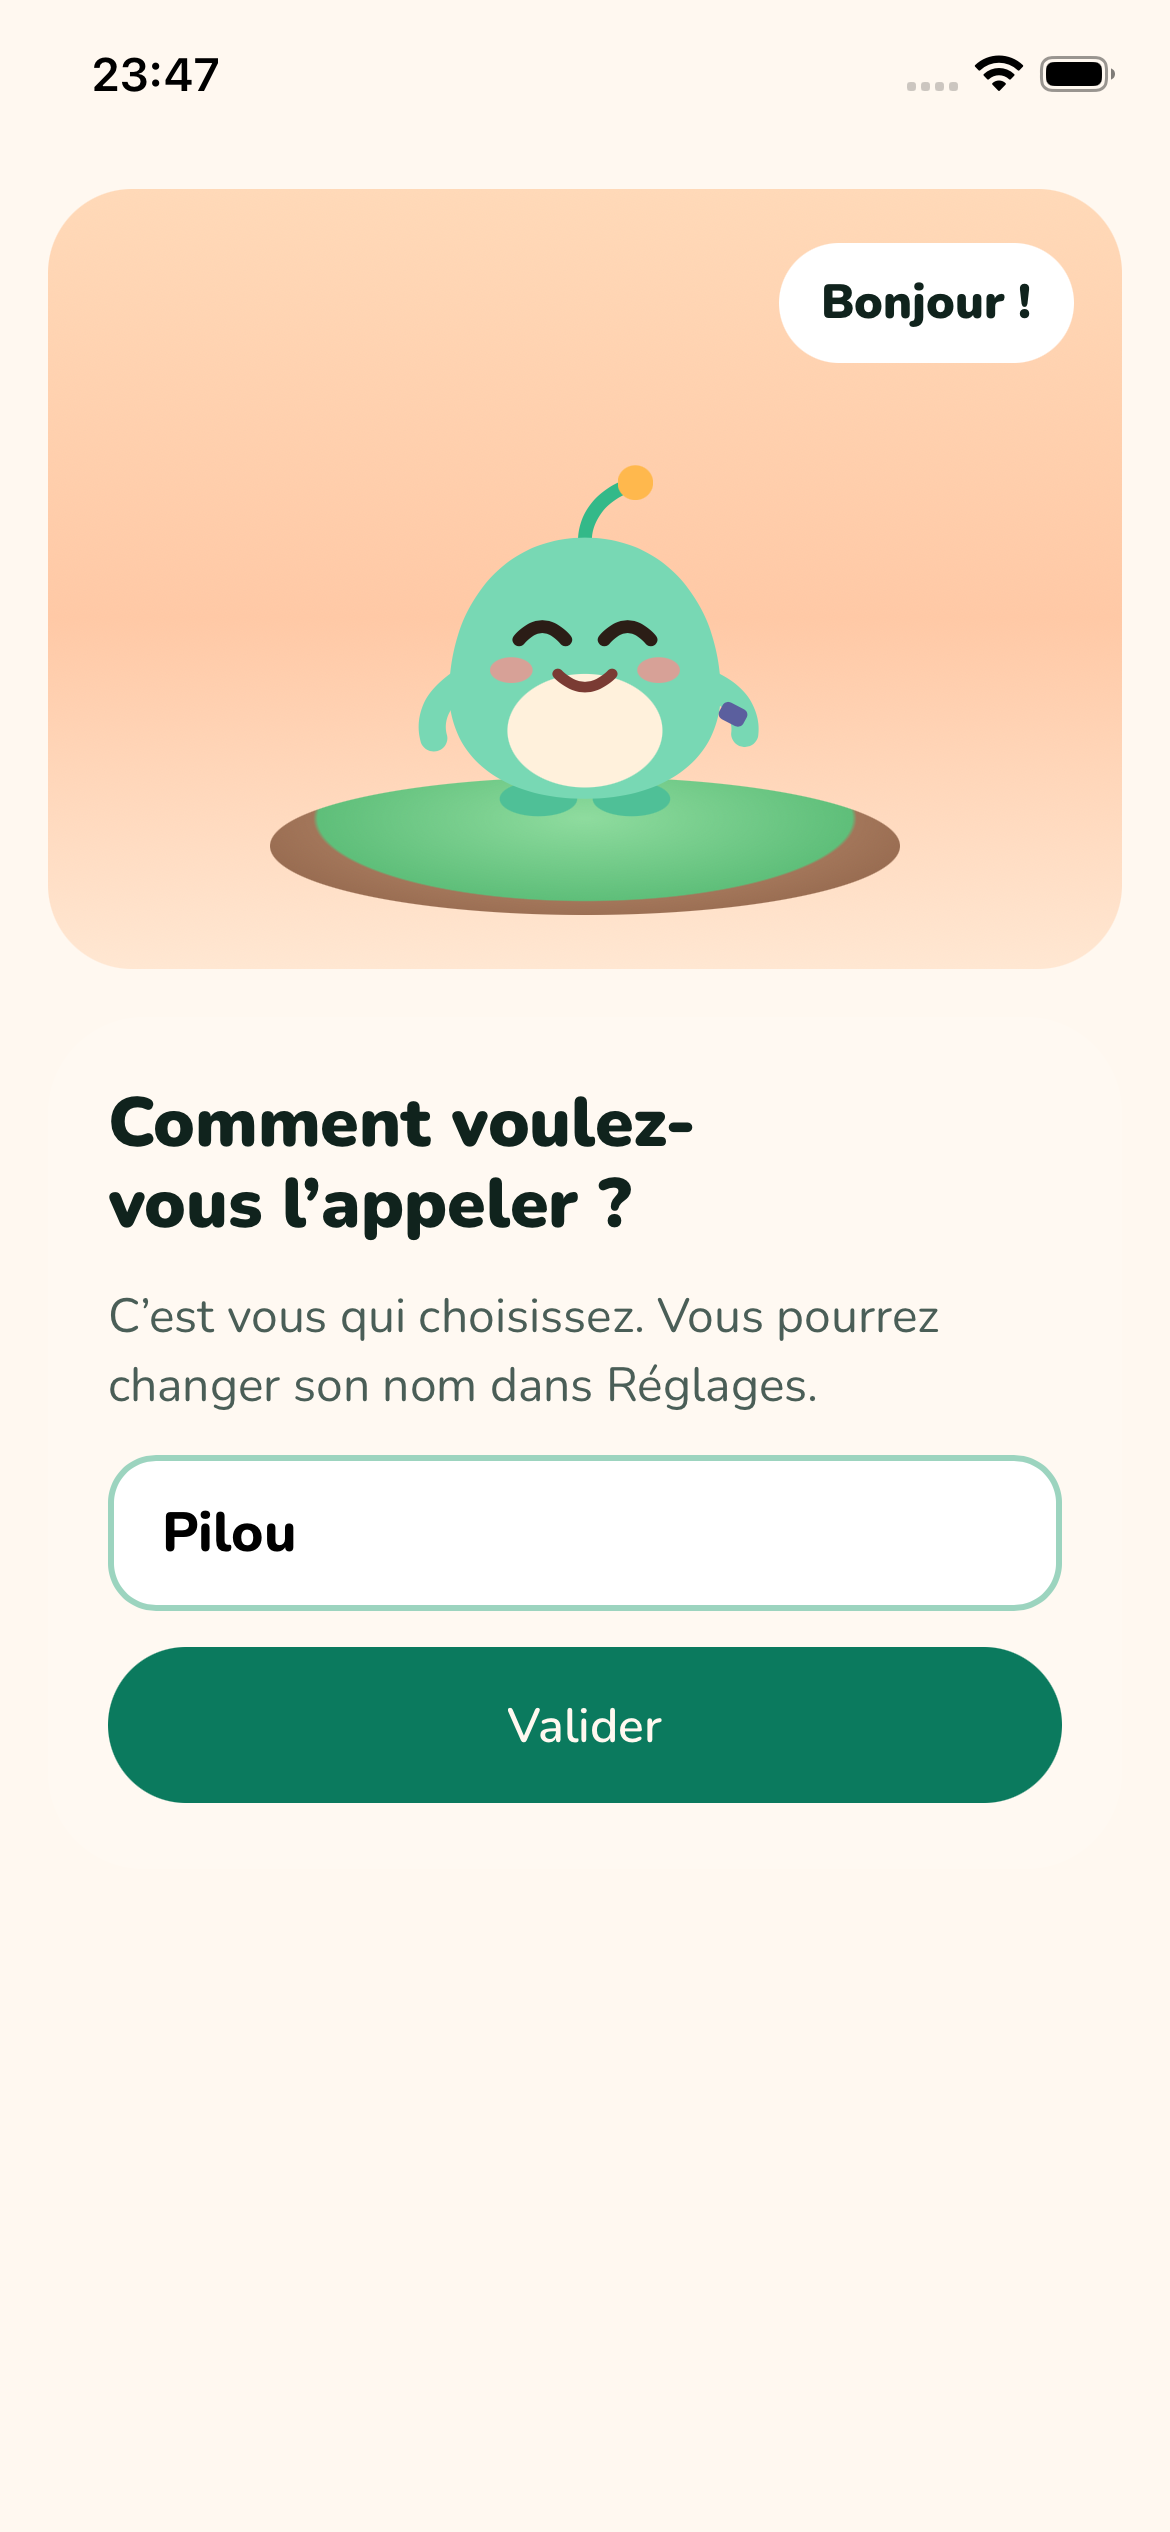 23:47
Bonjour !
Comment voulez-
vous l’appeler ?
C’est vous qui choisissez. Vous pourrez
changer son nom dans Réglages.
Pilou
Valider